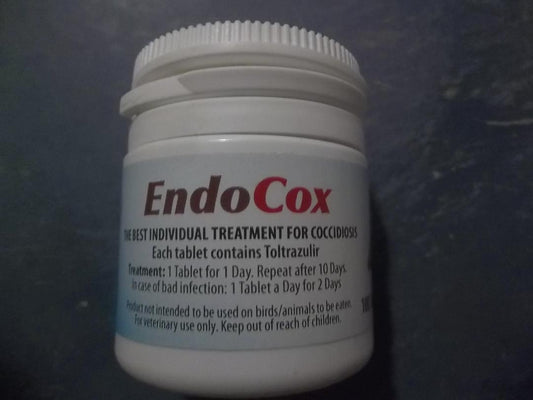 EndoCox
THE BEST INDIVIDUAL TREATMENT FOR COCCIDIOSIS
Each tablet contains Toltrazulir
Treatment: 1 Tablet for 1 Day. Repeat after 10 Days.
In case of bad infection: 1 Tablet a Day for 2 Days
Product not intended to be used on birds/animals to be eaten.
For veterinary use only. Keep out of reach of children.